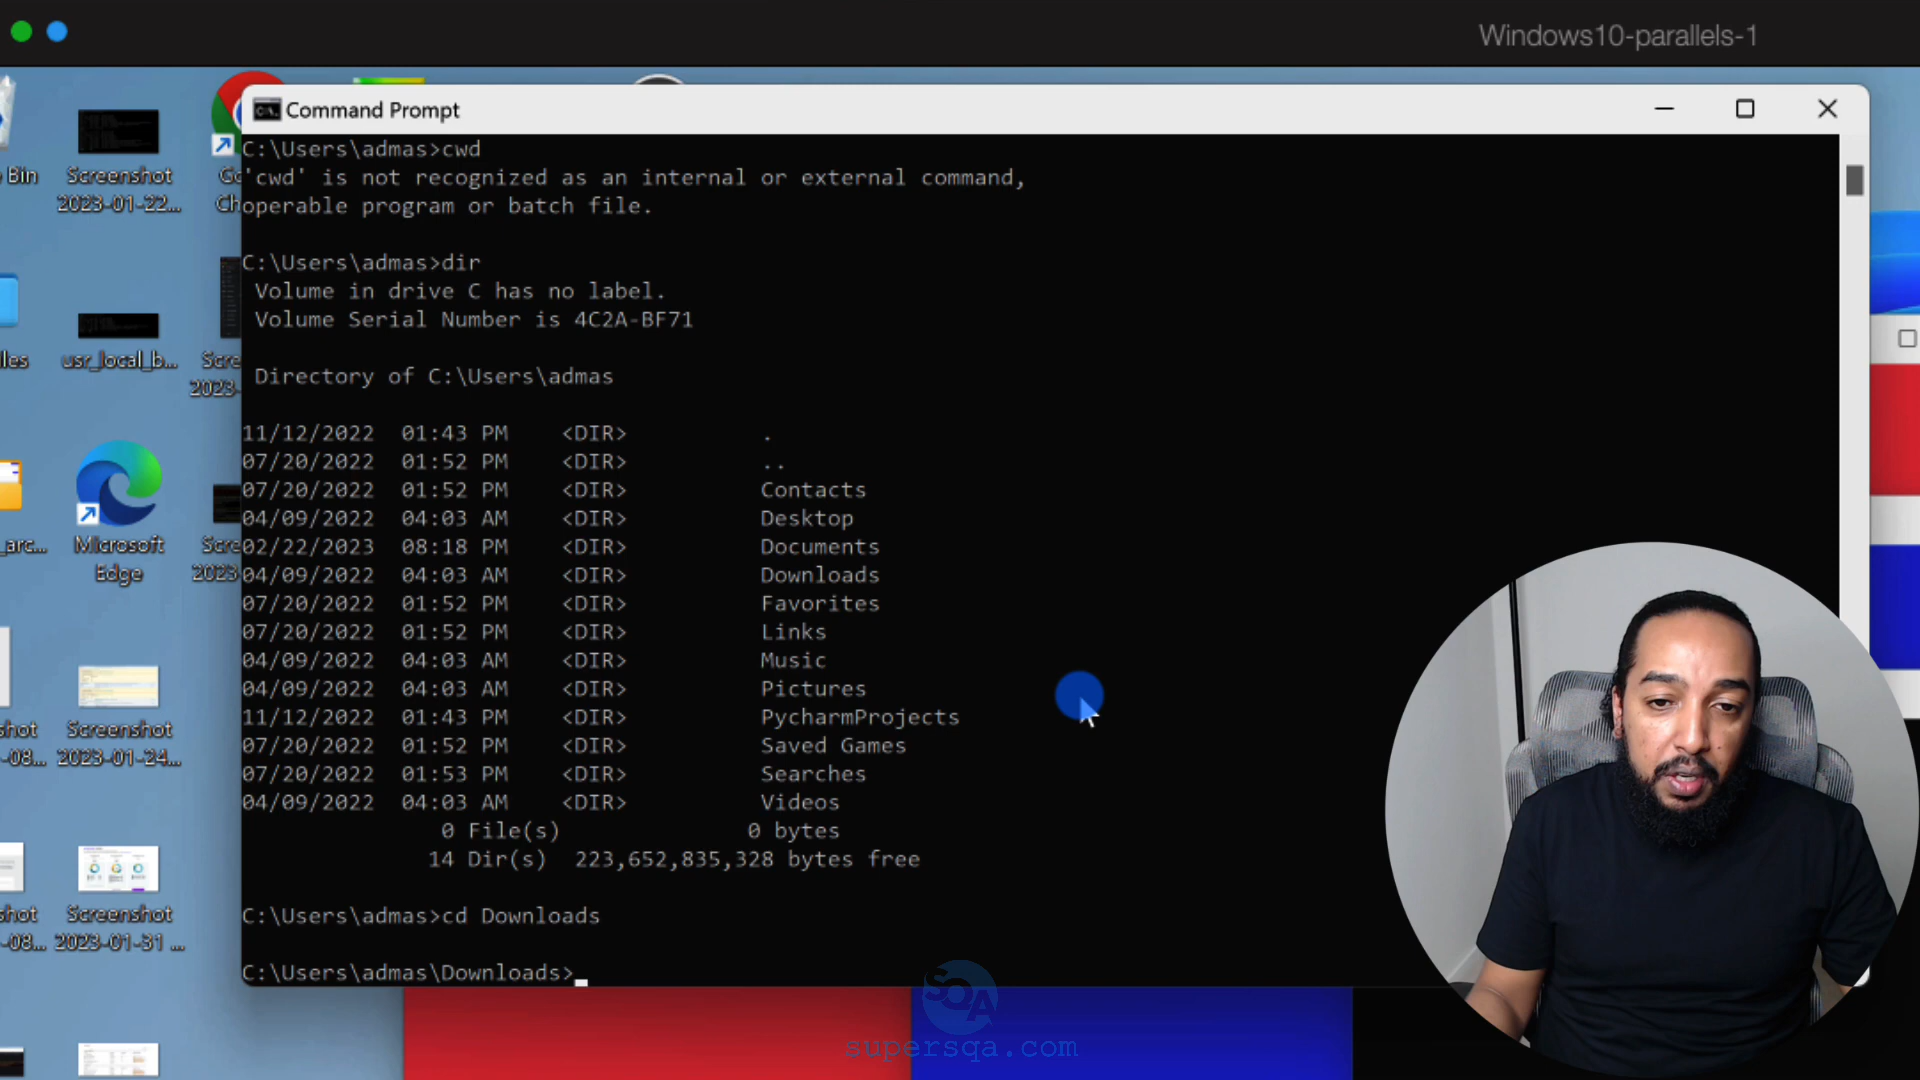 Windows10-parallels-1
Command Prompt
C:\Users\admas>cwd
'cwd' is not recognized as an internal or external command,
operable program or batch file.
C:\Users\admas>dir
Volume in drive C has no label.
Volume Serial Number is 4C2A-BF71
Directory of C:\Users\admas
11/12/2022 01:43 PM <DIR> .
07/20/2022 01:52 PM <DIR> ..
07/20/2022 01:52 PM <DIR> Contacts
04/09/2022 04:03 AM <DIR> Desktop
02/22/2023 08:18 PM <DIR> Documents
04/09/2022 04:03 AM <DIR> Downloads
07/20/2022 01:52 PM <DIR> Favorites
07/20/2022 01:52 PM <DIR> Links
04/09/2022 04:03 AM <DIR> Music
04/09/2022 04:03 AM <DIR> Pictures
11/12/2022 01:43 PM <DIR> PycharmProjects
07/20/2022 01:52 PM <DIR> Saved Games
07/20/2022 01:53 PM <DIR> Searches
04/09/2022 04:03 AM <DIR> Videos
0 File(s) 0 bytes
14 Dir(s) 223,652,835,328 bytes free
C:\Users\admas>cd Downloads
C:\Users\admas\Downloads>
Bin
Screenshot
2023-01-22...
usr_local_b...
Microsoft
Edge
Screenshot
2023-01-24...
Screenshot
2023-01-31 ...
SQA
supersqa.com